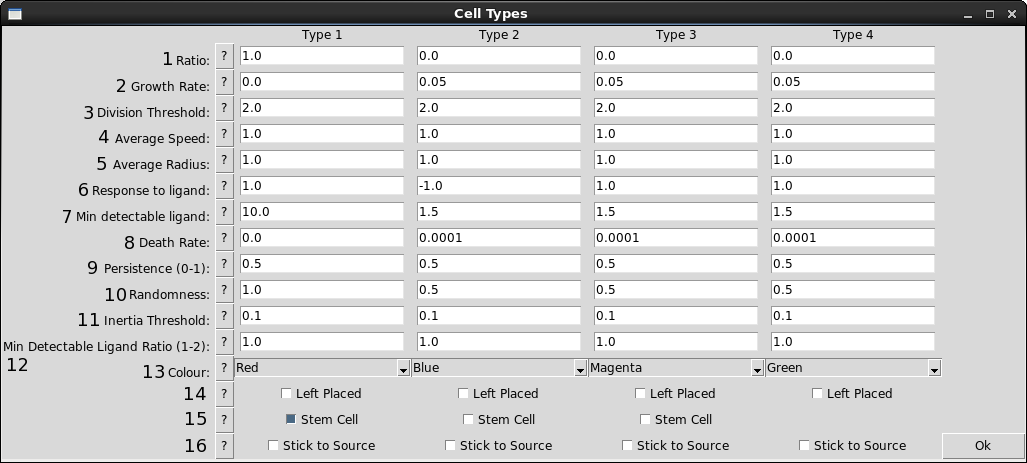 Cell Types
Type 1 Type 2 Type 3 Type 4
1 Ratio: ? 1.0 0.0 0.0 0.0
2 Growth Rate: ? 0.0 0.05 0.05 0.05
3 Division Threshold: ? 2.0 2.0 2.0 2.0
4 Average Speed: ? 1.0 1.0 1.0 1.0
5 Average Radius: ? 1.0 1.0 1.0 1.0
6 Response to ligand: ? 1.0 -1.0 1.0 1.0
7 Min detectable ligand: ? 10.0 1.5 1.5 1.5
8 Death Rate: ? 0.0 0.0001 0.0001 0.0001
9 Persistence (0-1): ? 0.5 0.5 0.5 0.5
10 Randomness: ? 1.0 0.5 0.5 0.5
11 Inertia Threshold: ? 0.1 0.1 0.1 0.1
Min Detectable Ligand Ratio (1-2): ? 1.0 1.0 1.0 1.0
12 13 Colour: ? Red Blue Magenta Green
14 ? Left Placed Left Placed Left Placed Left Placed
15 ? Stem Cell Stem Cell Stem Cell
16 ? Stick to Source Stick to Source Stick to Source Stick to Source Ok